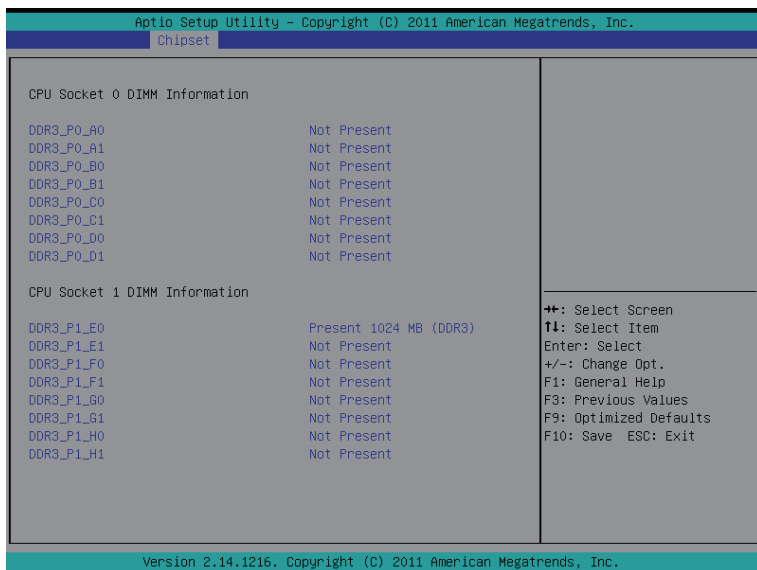 Aptio Setup Utility – Copyright (C) 2011 American Megatrends, Inc.
Chipset
CPU Socket 0 DIMM Information
DDR3_P0_A0 Not Present
DDR3_P0_A1 Not Present
DDR3_P0_B0 Not Present
DDR3_P0_B1 Not Present
DDR3_P0_C0 Not Present
DDR3_P0_C1 Not Present
DDR3_P0_D0 Not Present
DDR3_P0_D1 Not Present
CPU Socket 1 DIMM Information
DDR3_P1_E0 Present 1024 MB (DDR3)
DDR3_P1_E1 Not Present
DDR3_P1_F0 Not Present
DDR3_P1_F1 Not Present
DDR3_P1_G0 Not Present
DDR3_P1_G1 Not Present
DDR3_P1_H0 Not Present
DDR3_P1_H1 Not Present
→←: Select Screen
↑↓: Select Item
Enter: Select
+/-: Change Opt.
F1: General Help
F3: Previous Values
F9: Optimized Defaults
F10: Save ESC: Exit
Version 2.14.1216. Copyright (C) 2011 American Megatrends, Inc.